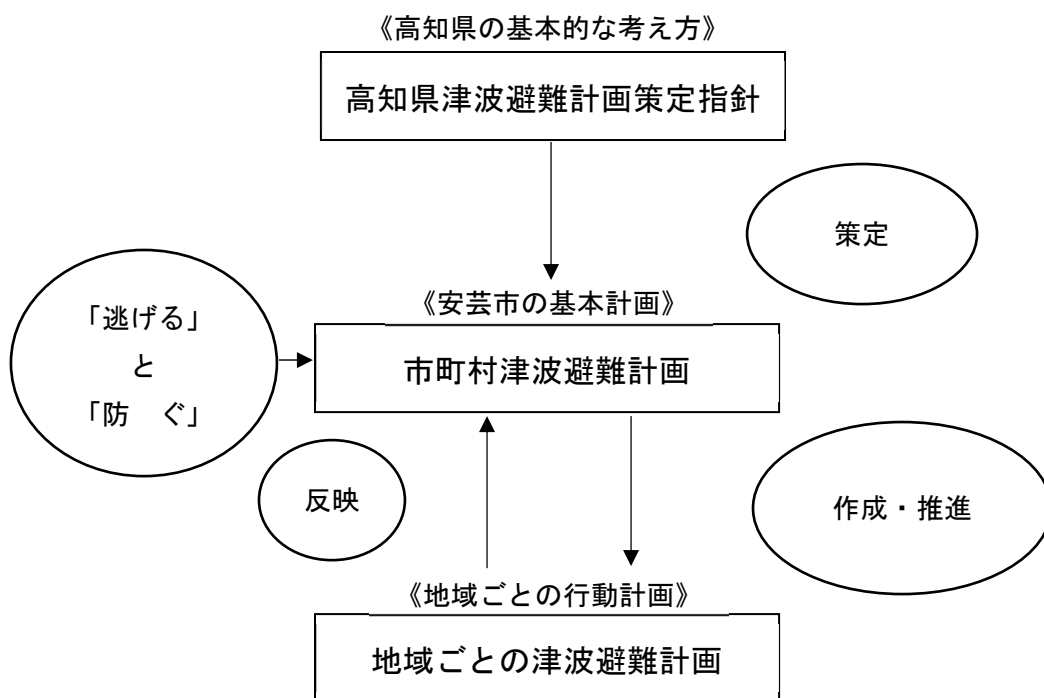 《高知県の基本的な考え方》
高知県津波避難計画策定指針
策定
《安芸市の基本計画》
「逃げる」
と
「防　ぐ」
市町村津波避難計画
反映
作成・推進
《地域ごとの行動計画》
地域ごとの津波避難計画